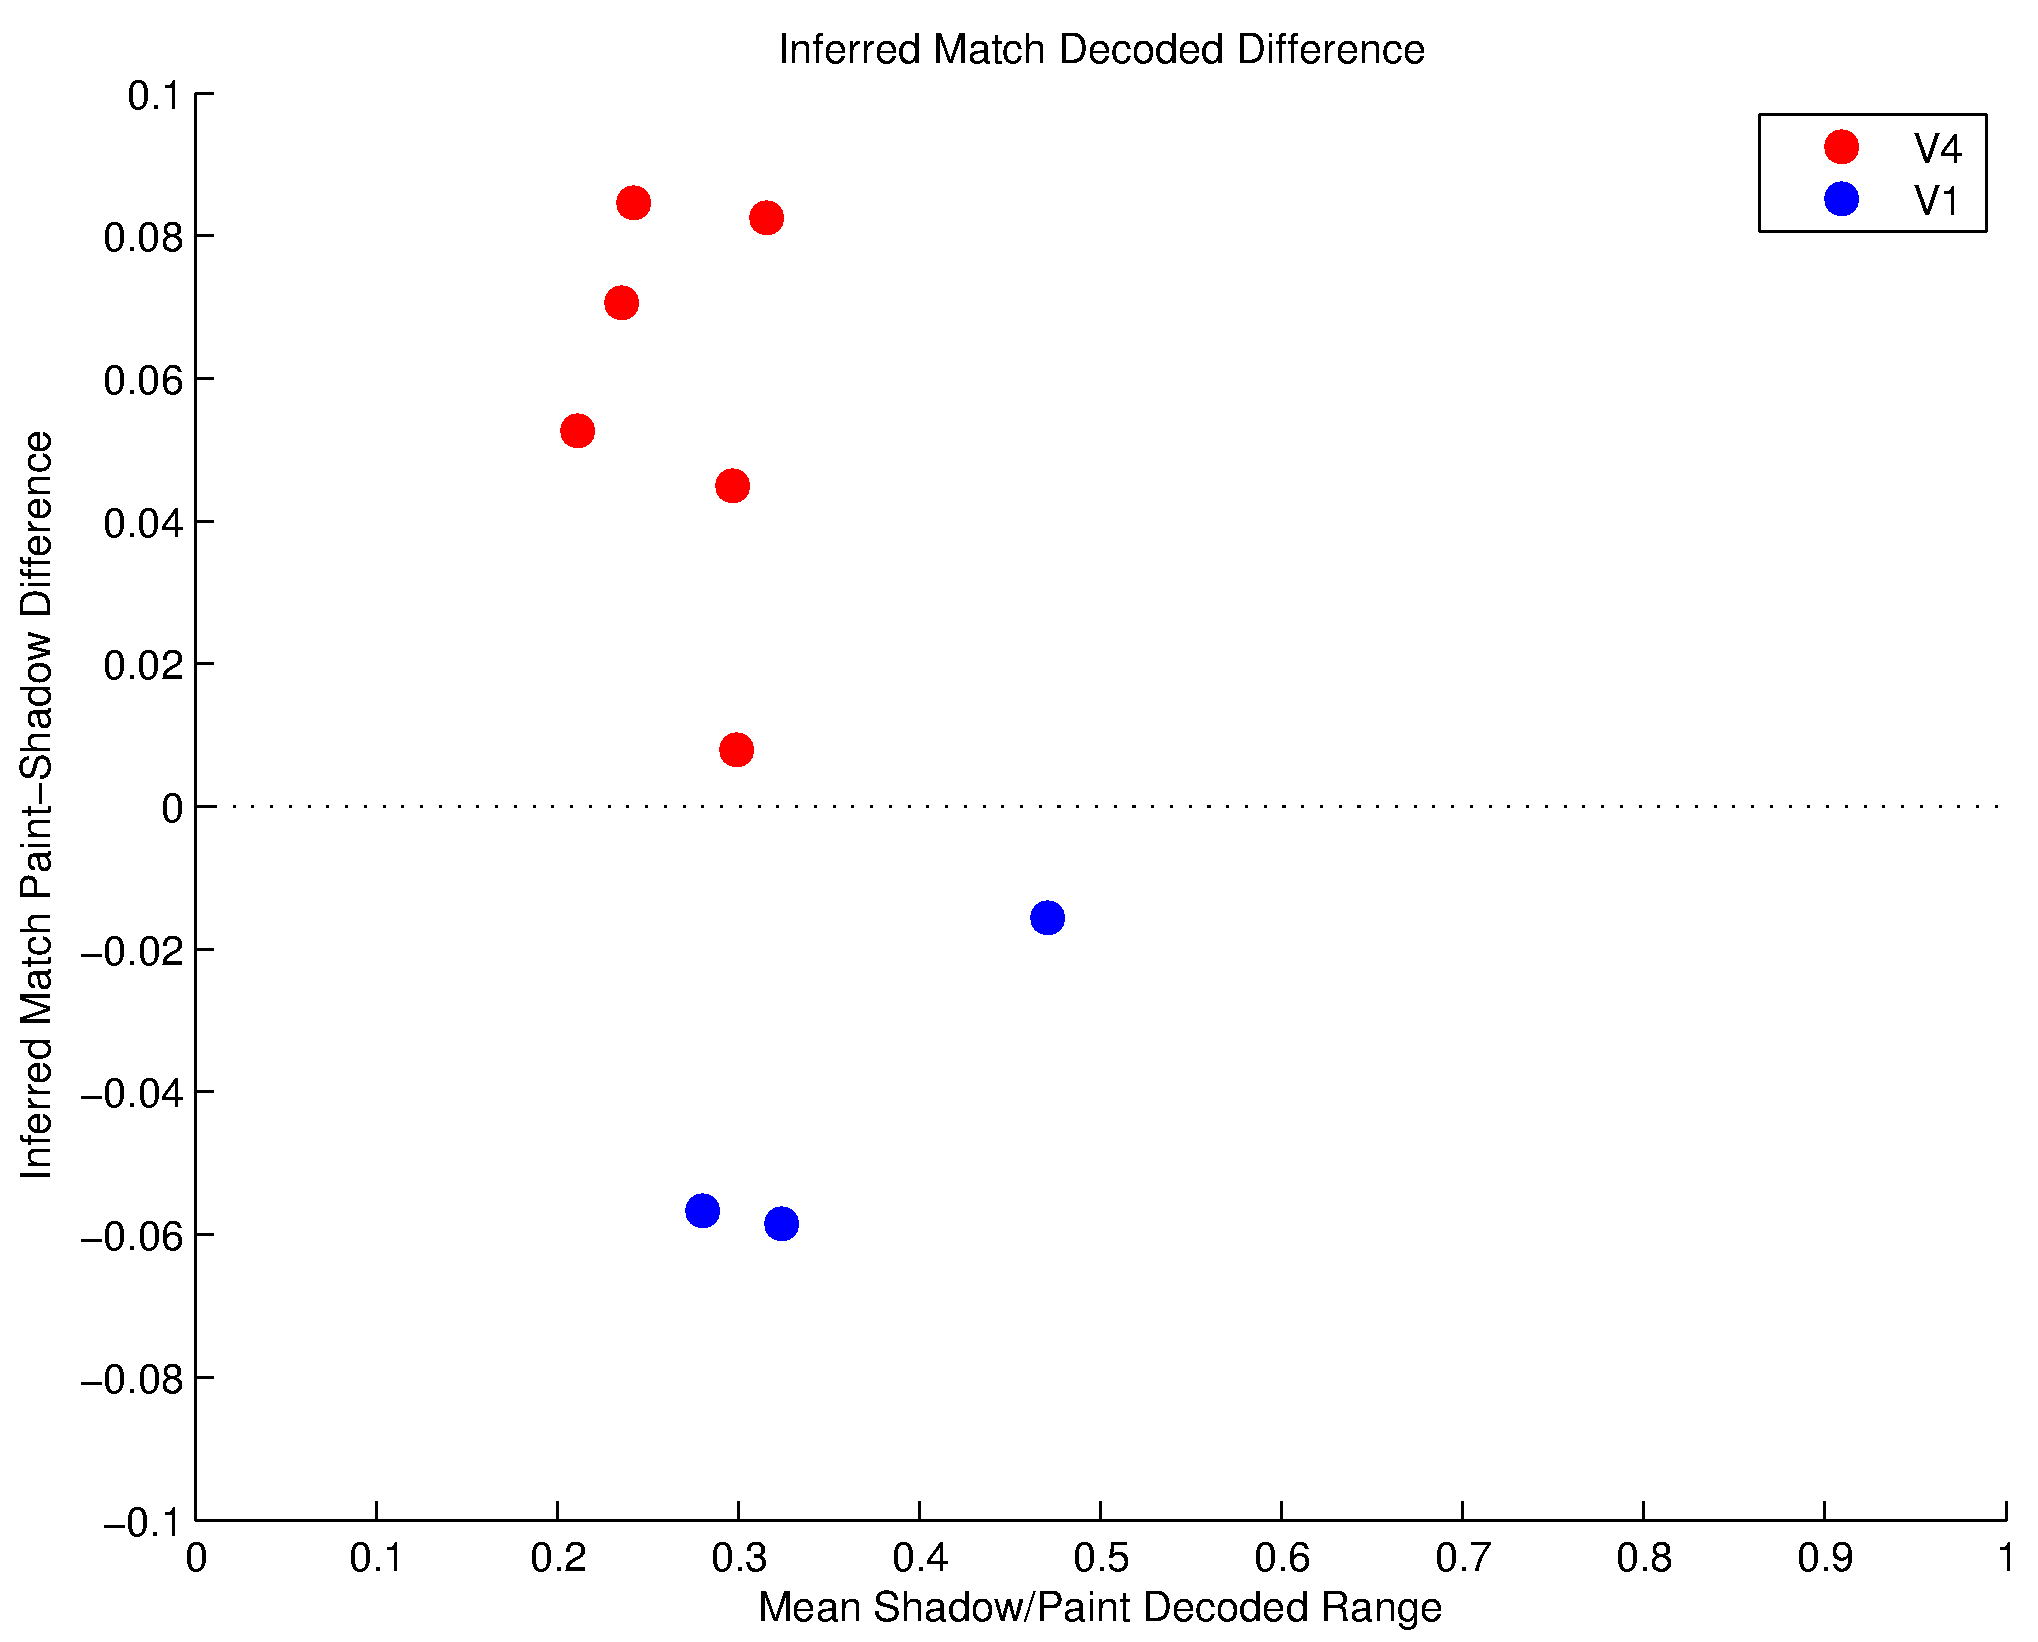 Inferred Match Decoded Difference
0.1
0.08
0.06
0.04
0.02
0
−0.02
−0.04
−0.06
−0.08
−0.1
Inferred Match Paint−Shadow Difference
V4
V1
0 0.1 0.2 0.3 0.4 0.5 0.6 0.7 0.8 0.9 1
Mean Shadow/Paint Decoded Range